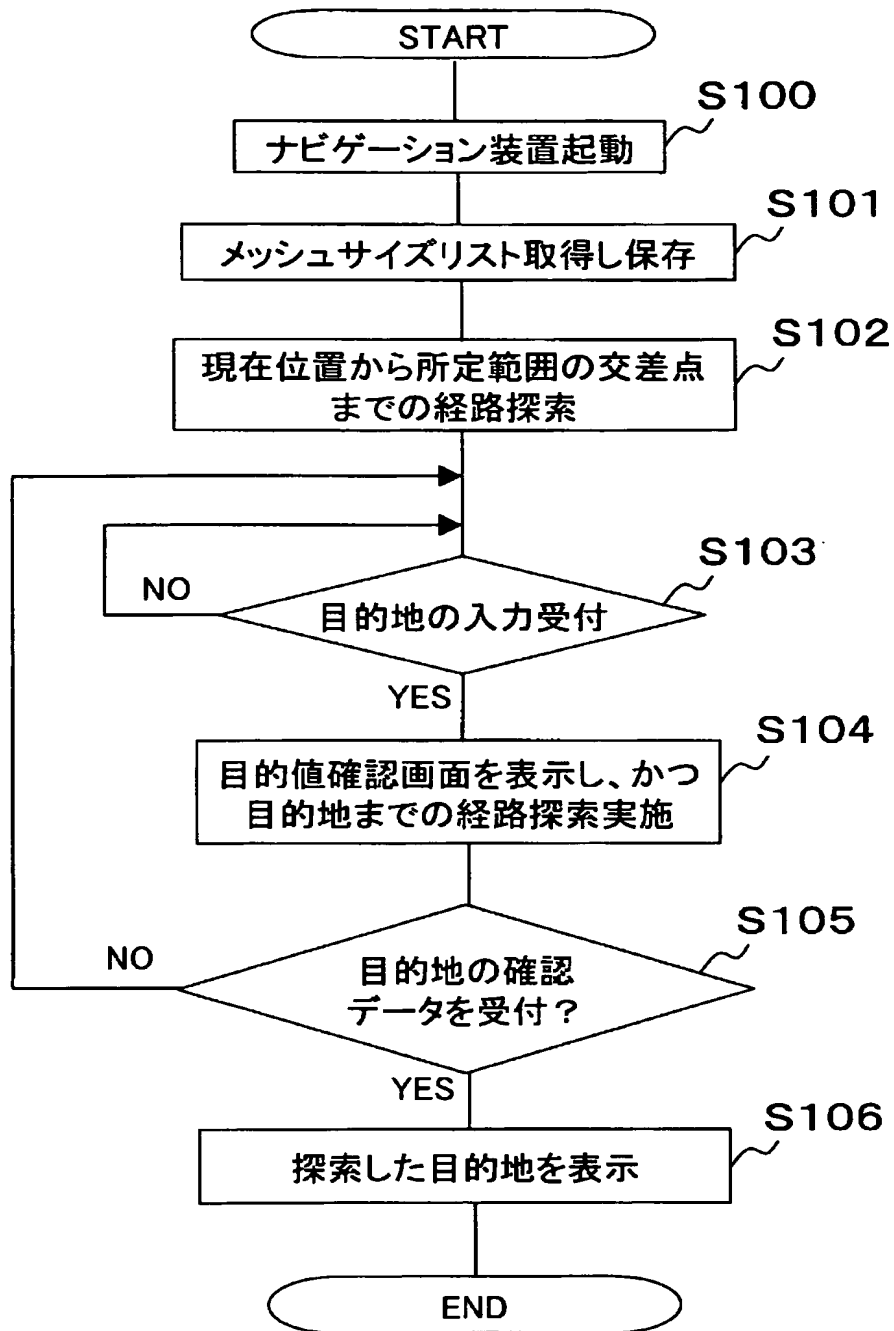 START
S100
ナビゲーション装置起動
S101
メッシュサイズリスト取得し保存
S102
現在位置から所定範囲の交差点
までの経路探索
S103
NO
目的地の入力受付
YES
S104
目的値確認画面を表示し、かつ
目的地までの経路探索実施
S105
NO
目的地の確認
データを受付？
YES
S106
探索した目的地を表示
END